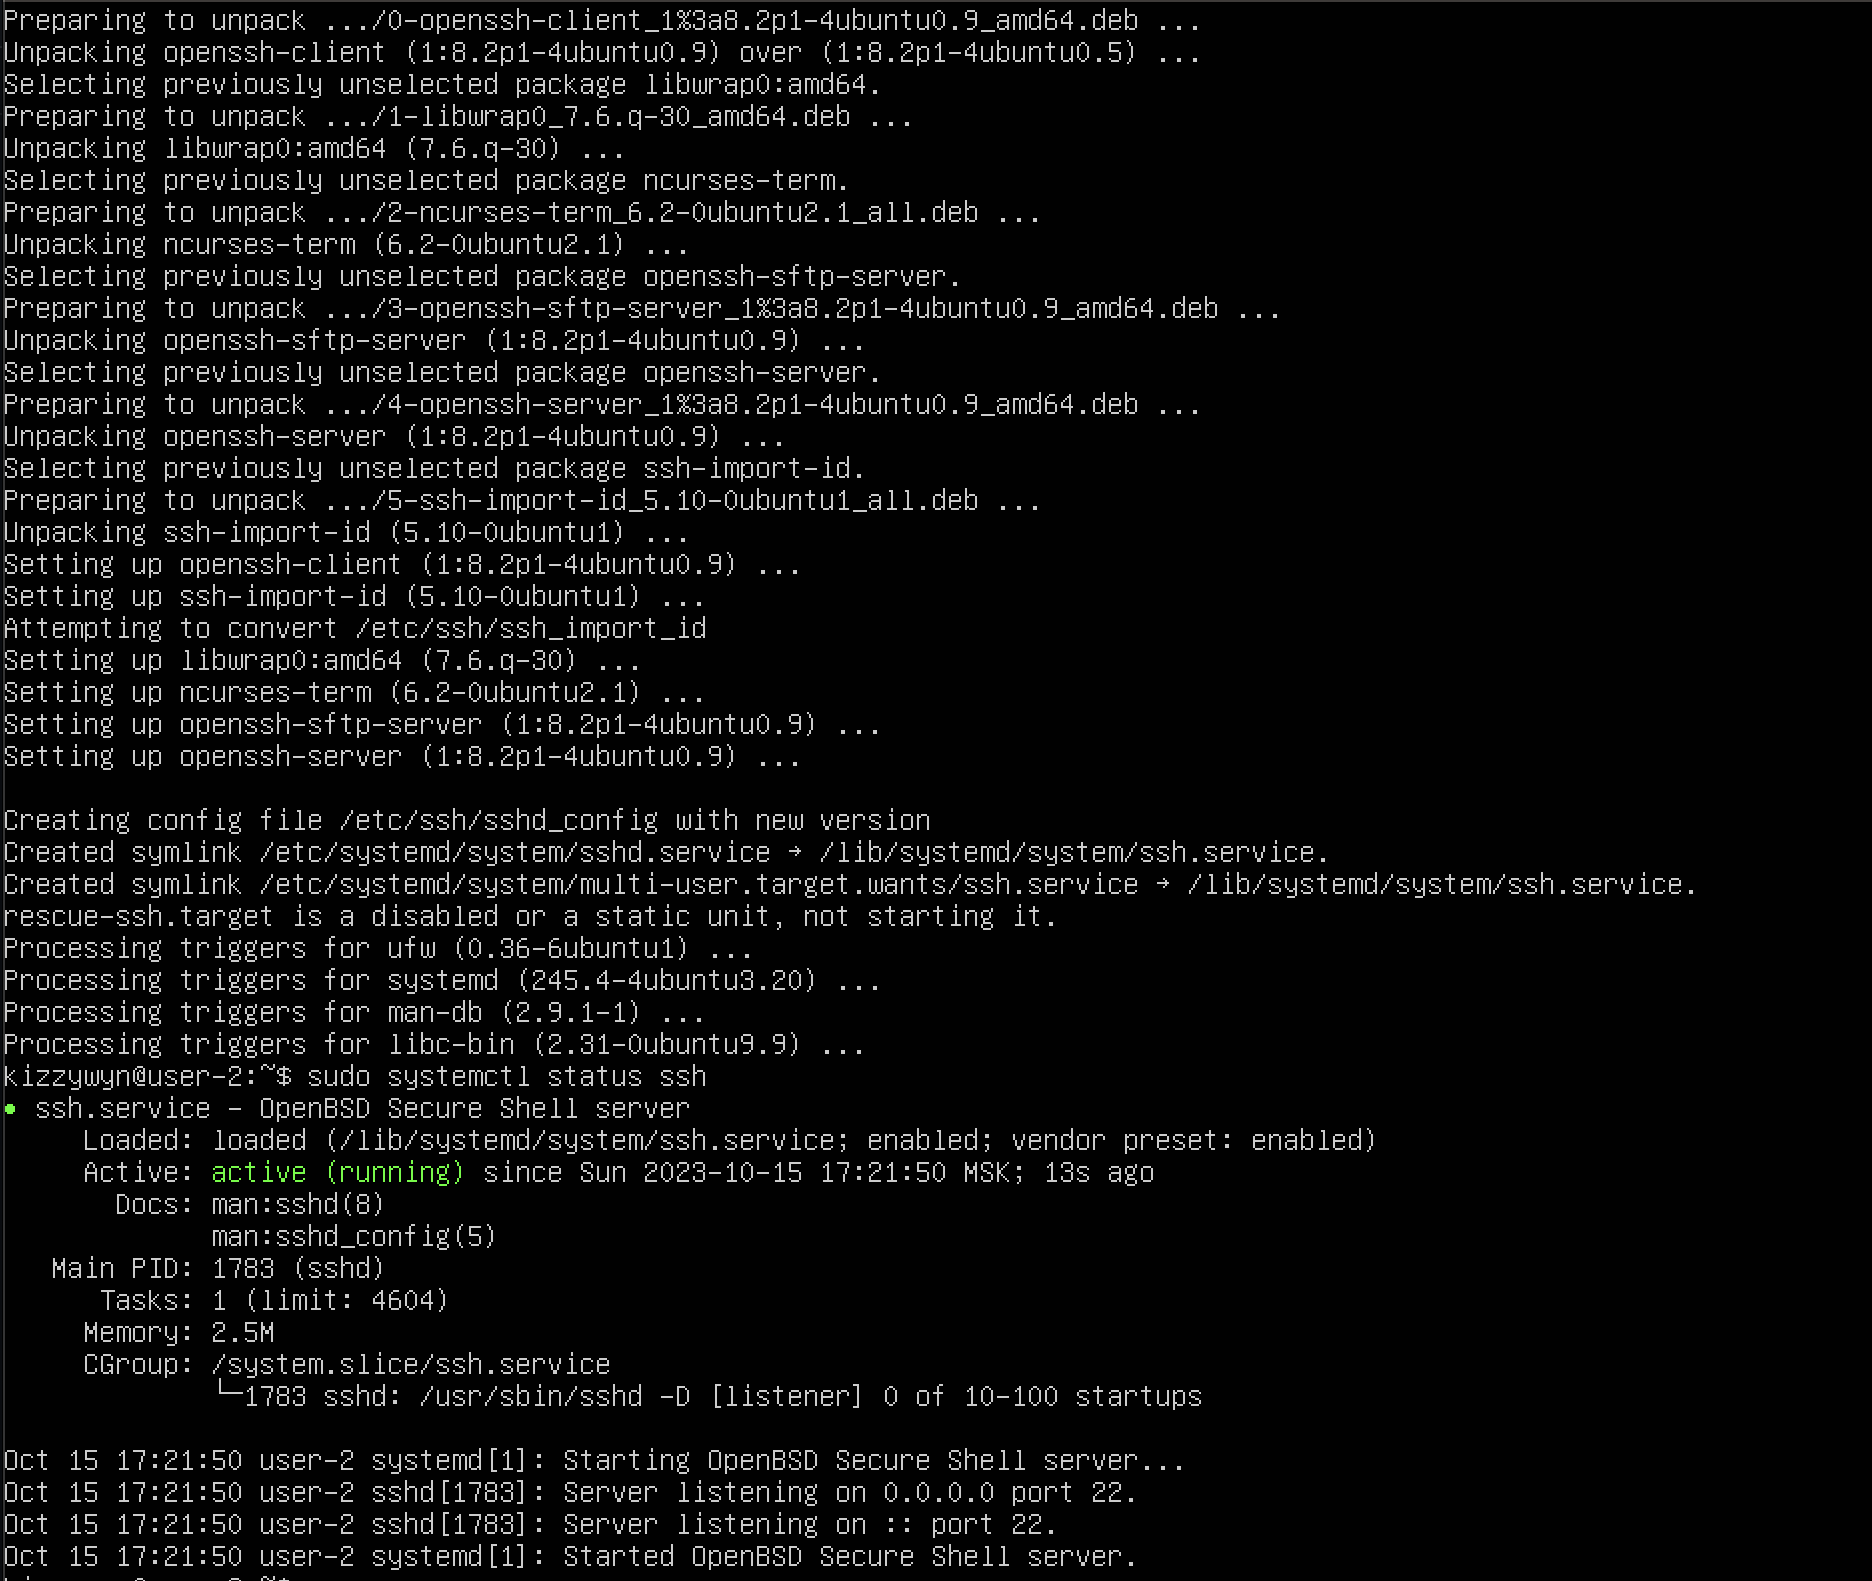 Preparing to unpack .../0-openssh-client_1%3a8.2p1-4ubuntu0.9_amd64.deb ...
Unpacking openssh-client (1:8.2p1-4ubuntu0.9) over (1:8.2p1-4ubuntu0.5) ...
Selecting previously unselected package libwrap0:amd64.
Preparing to unpack .../1-libwrap0_7.6.q-30_amd64.deb ...
Unpacking libwrap0:amd64 (7.6.q-30) ...
Selecting previously unselected package ncurses-term.
Preparing to unpack .../2-ncurses-term_6.2-0ubuntu2.1_all.deb ...
Unpacking ncurses-term (6.2-0ubuntu2.1) ...
Selecting previously unselected package openssh-sftp-server.
Preparing to unpack .../3-openssh-sftp-server_1%3a8.2p1-4ubuntu0.9_amd64.deb ...
Unpacking openssh-sftp-server (1:8.2p1-4ubuntu0.9) ...
Selecting previously unselected package openssh-server.
Preparing to unpack .../4-openssh-server_1%3a8.2p1-4ubuntu0.9_amd64.deb ...
Unpacking openssh-server (1:8.2p1-4ubuntu0.9) ...
Selecting previously unselected package ssh-import-id.
Preparing to unpack .../5-ssh-import-id_5.10-0ubuntu1_all.deb ...
Unpacking ssh-import-id (5.10-0ubuntu1) ...
Setting up openssh-client (1:8.2p1-4ubuntu0.9) ...
Setting up ssh-import-id (5.10-0ubuntu1) ...
Attempting to convert /etc/ssh/ssh_import_id
Setting up libwrap0:amd64 (7.6.q-30) ...
Setting up ncurses-term (6.2-0ubuntu2.1) ...
Setting up openssh-sftp-server (1:8.2p1-4ubuntu0.9) ...
Setting up openssh-server (1:8.2p1-4ubuntu0.9) ...

Creating config file /etc/ssh/sshd_config with new version
Created symlink /etc/systemd/system/sshd.service → /lib/systemd/system/ssh.service.
Created symlink /etc/systemd/system/multi-user.target.wants/ssh.service → /lib/systemd/system/ssh.service.
rescue-ssh.target is a disabled or a static unit, not starting it.
Processing triggers for ufw (0.36-6ubuntu1) ...
Processing triggers for systemd (245.4-4ubuntu3.20) ...
Processing triggers for man-db (2.9.1-1) ...
Processing triggers for libc-bin (2.31-0ubuntu9.9) ...
kizzywyn@user-2:~$ sudo systemctl status ssh
● ssh.service - OpenBSD Secure Shell server
     Loaded: loaded (/lib/systemd/system/ssh.service; enabled; vendor preset: enabled)
     Active: active (running) since Sun 2023-10-15 17:21:50 MSK; 13s ago
       Docs: man:sshd(8)
             man:sshd_config(5)
   Main PID: 1783 (sshd)
      Tasks: 1 (limit: 4604)
     Memory: 2.5M
     CGroup: /system.slice/ssh.service
             └─1783 sshd: /usr/sbin/sshd -D [listener] 0 of 10-100 startups

Oct 15 17:21:50 user-2 systemd[1]: Starting OpenBSD Secure Shell server...
Oct 15 17:21:50 user-2 sshd[1783]: Server listening on 0.0.0.0 port 22.
Oct 15 17:21:50 user-2 sshd[1783]: Server listening on :: port 22.
Oct 15 17:21:50 user-2 systemd[1]: Started OpenBSD Secure Shell server.